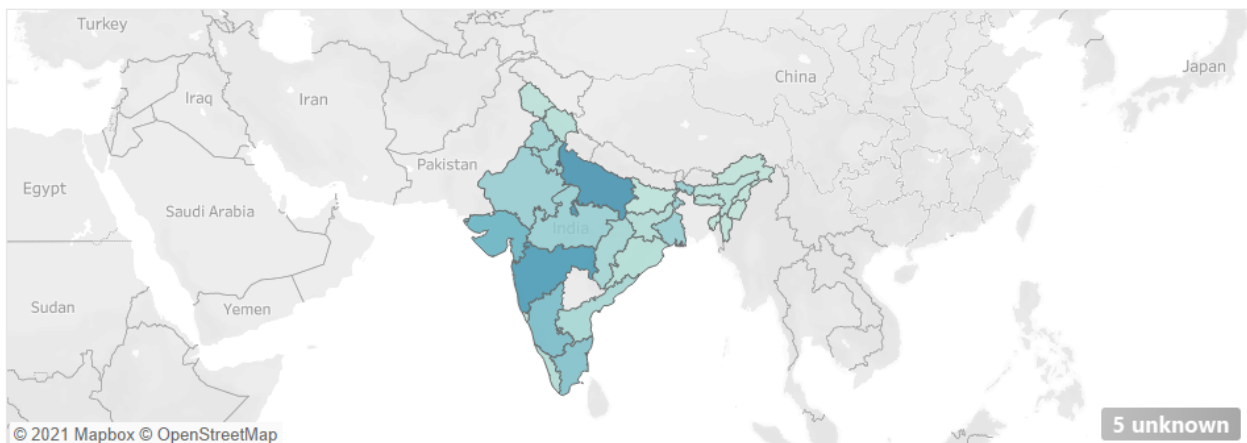 Turkey
China
Japan
Iraq
Iran
Pakistan
Egypt
Saudi Arabia
India
Sudan
Yemen
© 2021 Mapbox © OpenStreetMap
5 unknown